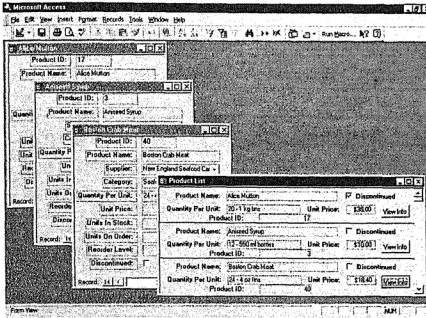 Microsoft Access
File Edit View Insert Format Records Tools Window Help
Run Macro...
Alice Mutton
Product ID: 17
Product Name: Alice Mutton
Aniseed Syrup
Product ID: 3
Product Name: Aniseed Syrup
Boston Crab Meat
Product ID: 40
Product Name: Boston Crab Meat
Supplier: New England Seafood Can
Category:
Quantity Per Unit: 24 -
Unit Price:
Units In Stock:
Units On Order:
Reorder Level:
Discontinued:
Record:
Record:
Record:
Product List
Product Name: Alice Mutton Discontinued
Quantity Per Unit: 20 - 1 kg tins Unit Price: $39.00 View Info
Product ID: 17
Product Name: Aniseed Syrup Discontinued
Quantity Per Unit: 12 - 550 ml bottles Unit Price: $10.00 View Info
Product ID: 3
Product Name: Boston Crab Meat Discontinued
Quantity Per Unit: 24 - 4 oz tins Unit Price: $18.40 View Info
Product ID: 40
Form View NUM